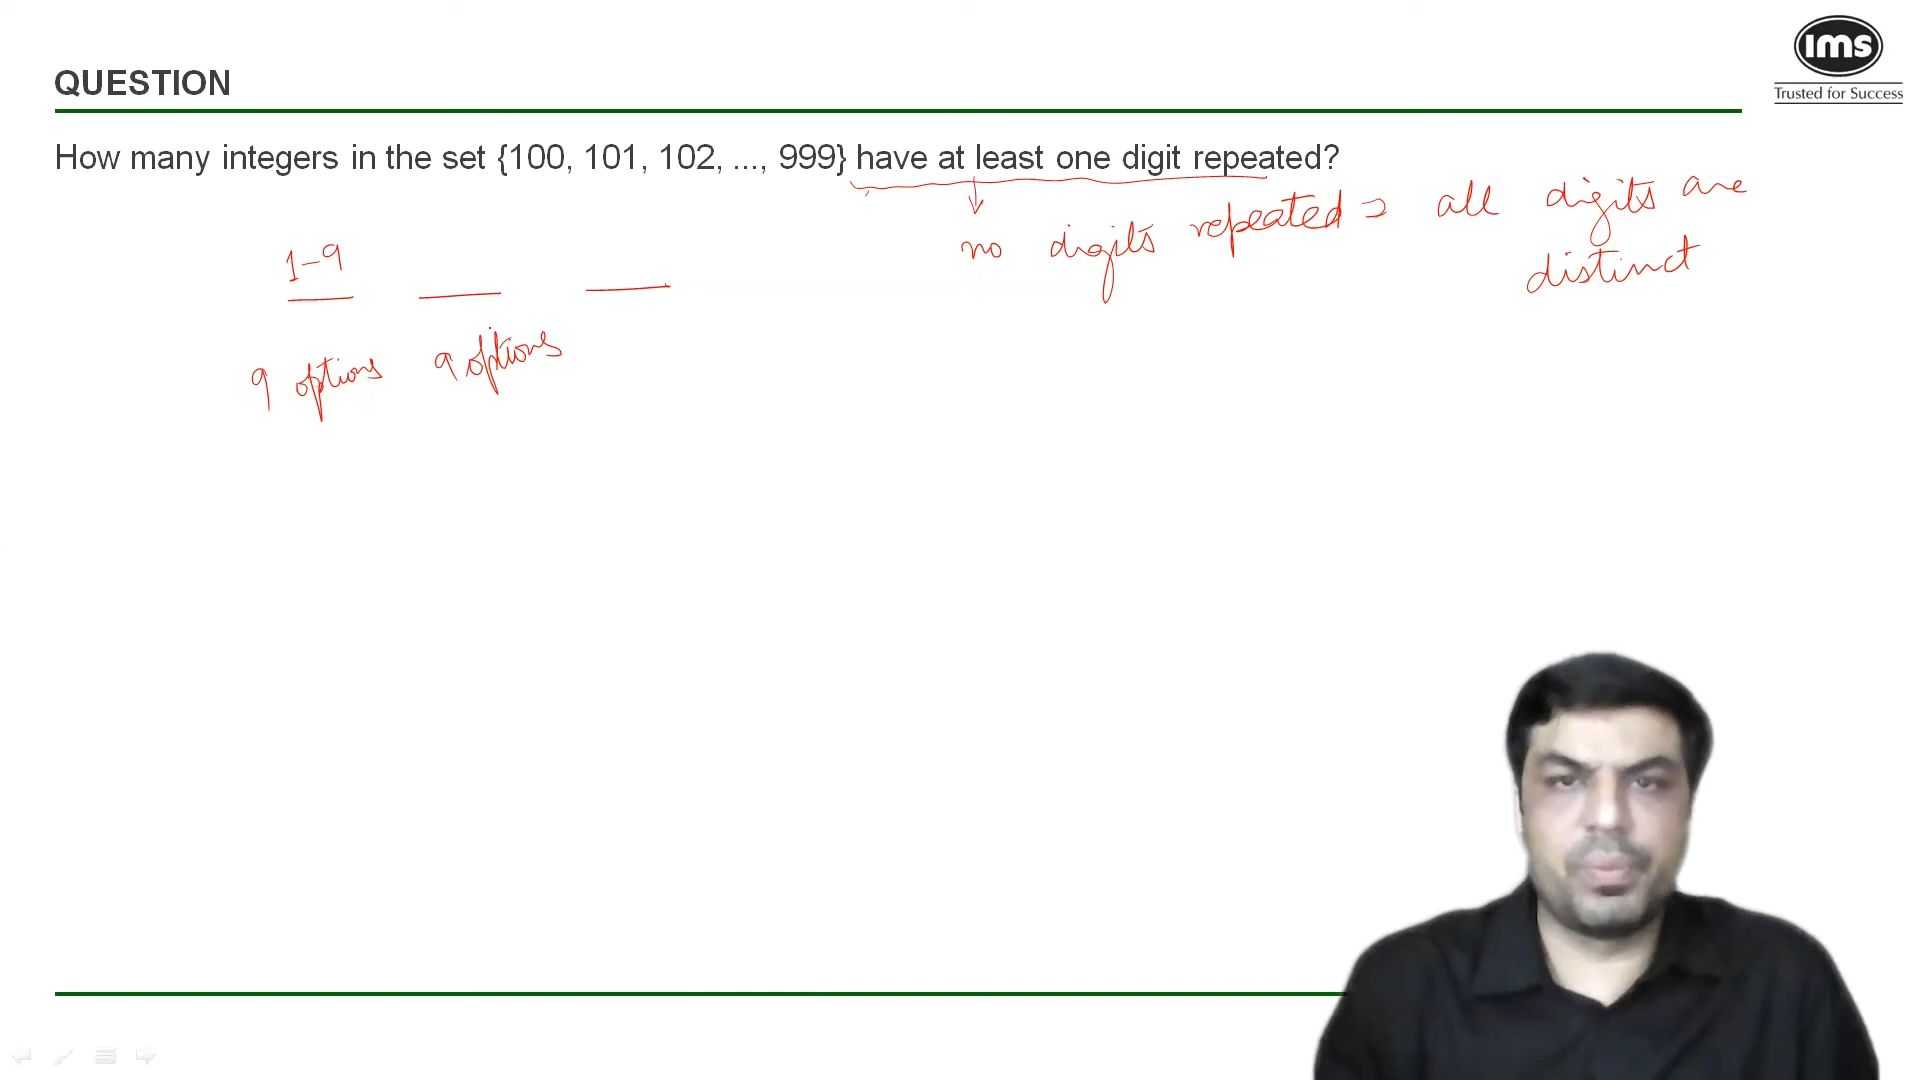 ims
Trusted for Success
QUESTION
How many integers in the set {100, 101, 102, ..., 999} have at least one digit repeated?
no digits repeated ⇒ all digits are
distinct
1-9
9 options 9 options